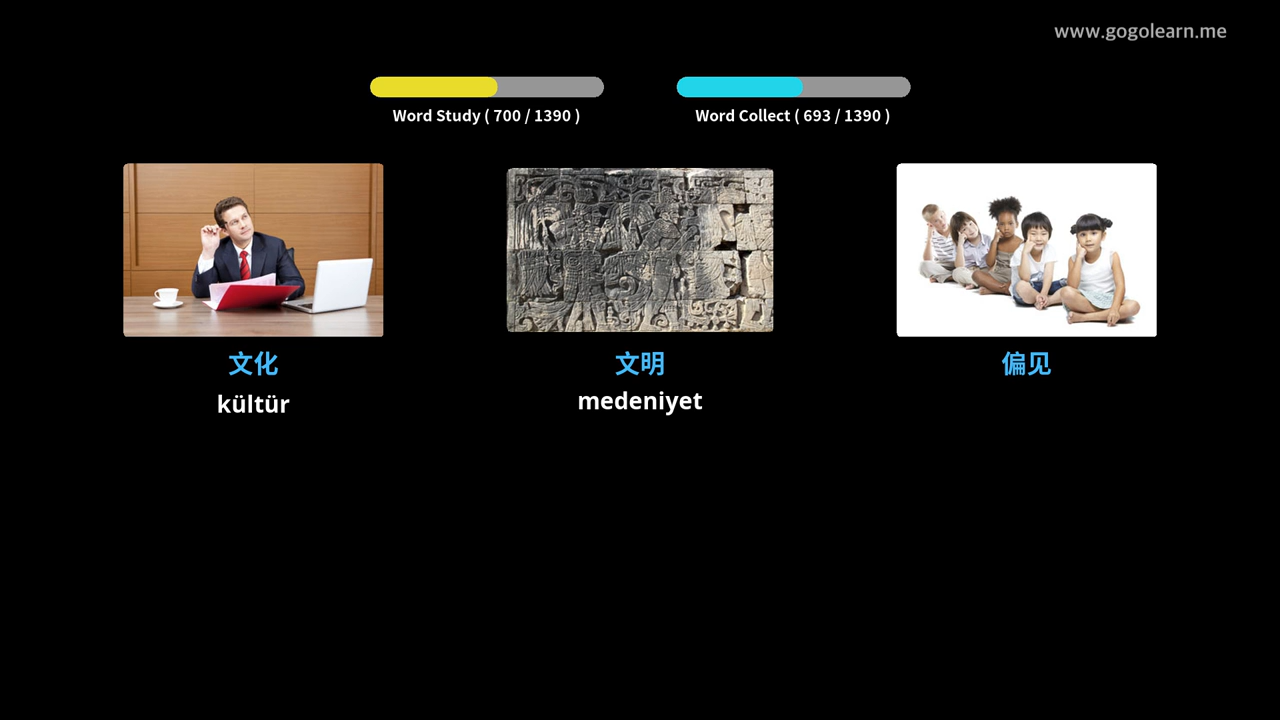 www.gogolearn.me
Word Study ( 700 / 1390 )
Word Collect ( 693 / 1390 )
文化
文明
偏见
kültür
medeniyet